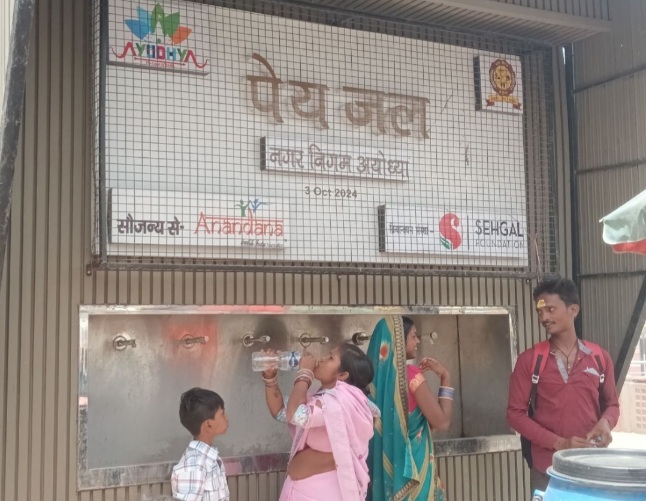 AYODHYA
पेय जल
नगर निगम अयोध्या
3 Oct 2024
सौजन्य से-
Anandana
SEHGAL
FOUNDATION